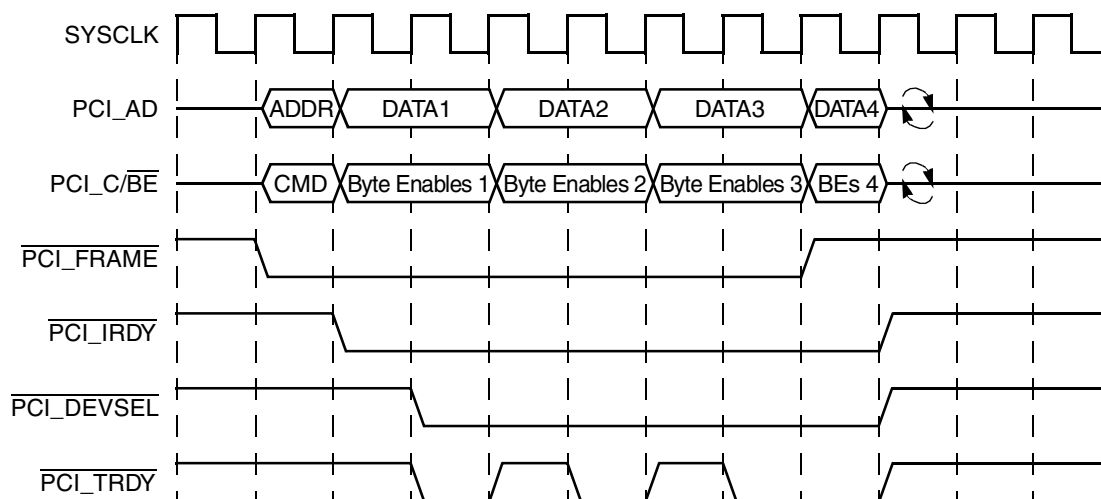 SYSCLK
PCI_AD ADDR DATA1 DATA2 DATA3 DATA4
PCI_C/BE CMD Byte Enables 1 Byte Enables 2 Byte Enables 3 BEs 4
PCI_FRAME
PCI_IRDY
PCI_DEVSEL
PCI_TRDY